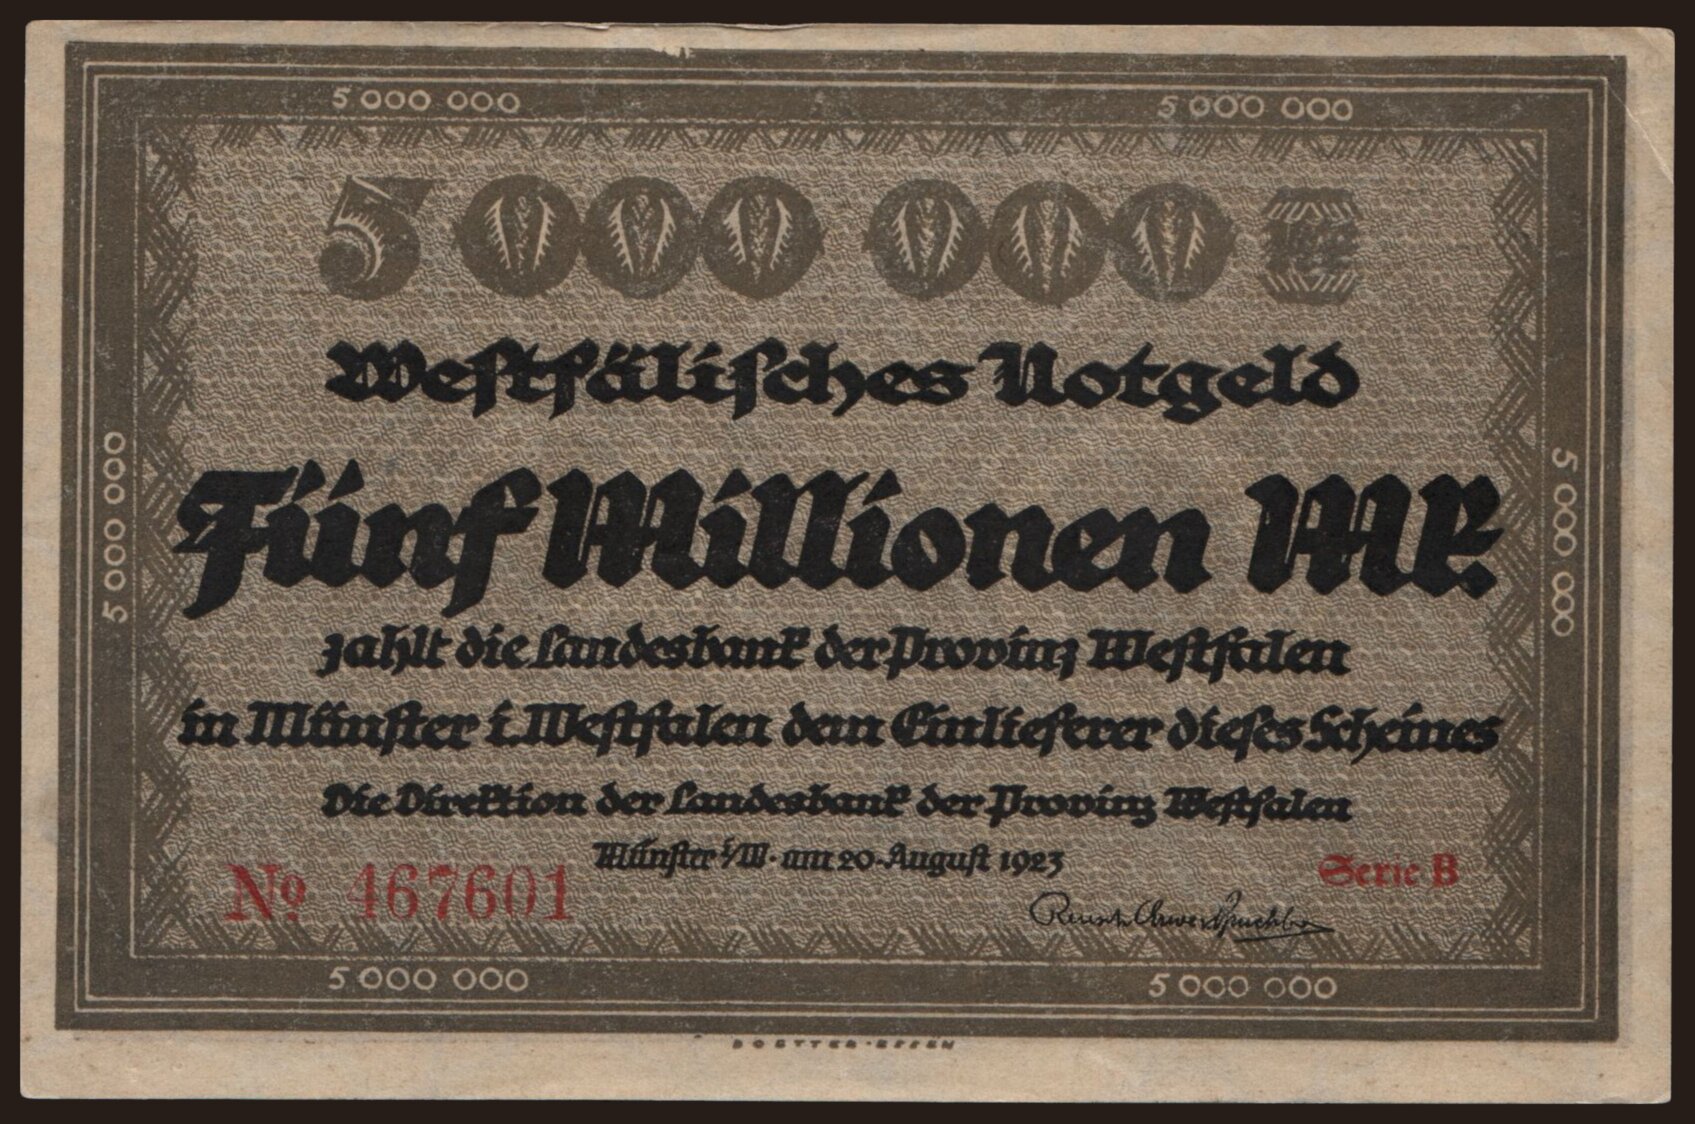 5 000 000 5 000 000
5 000 000
Westfälisches Notgeld
Fünf Millionen Mk.
5 000 000 5 000 000
zahlt die Landesbank der Provinz Westfalen
in Münster i. Westfalen dem Einlieferer dieses Scheines
Die Direktion der Landesbank der Provinz Westfalen
Münster i/W. am 20. August 1923
No 467601 Serie B
5 000 000 5 000 000